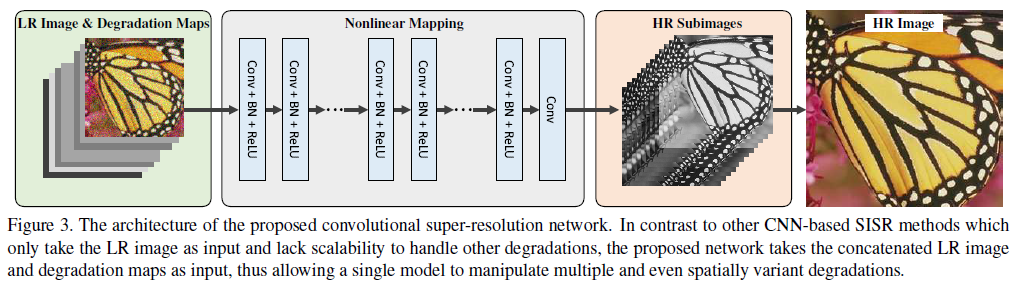 LR Image & Degradation Maps
Nonlinear Mapping
HR Subimages
HR Image
Conv + BN + ReLU
Conv + BN + ReLU
Conv + BN + ReLU
Conv + BN + ReLU
Conv + BN + ReLU
Conv
Figure 3. The architecture of the proposed convolutional super-resolution network. In contrast to other CNN-based SISR methods which
only take the LR image as input and lack scalability to handle other degradations, the proposed network takes the concatenated LR image
and degradation maps as input, thus allowing a single model to manipulate multiple and even spatially variant degradations.